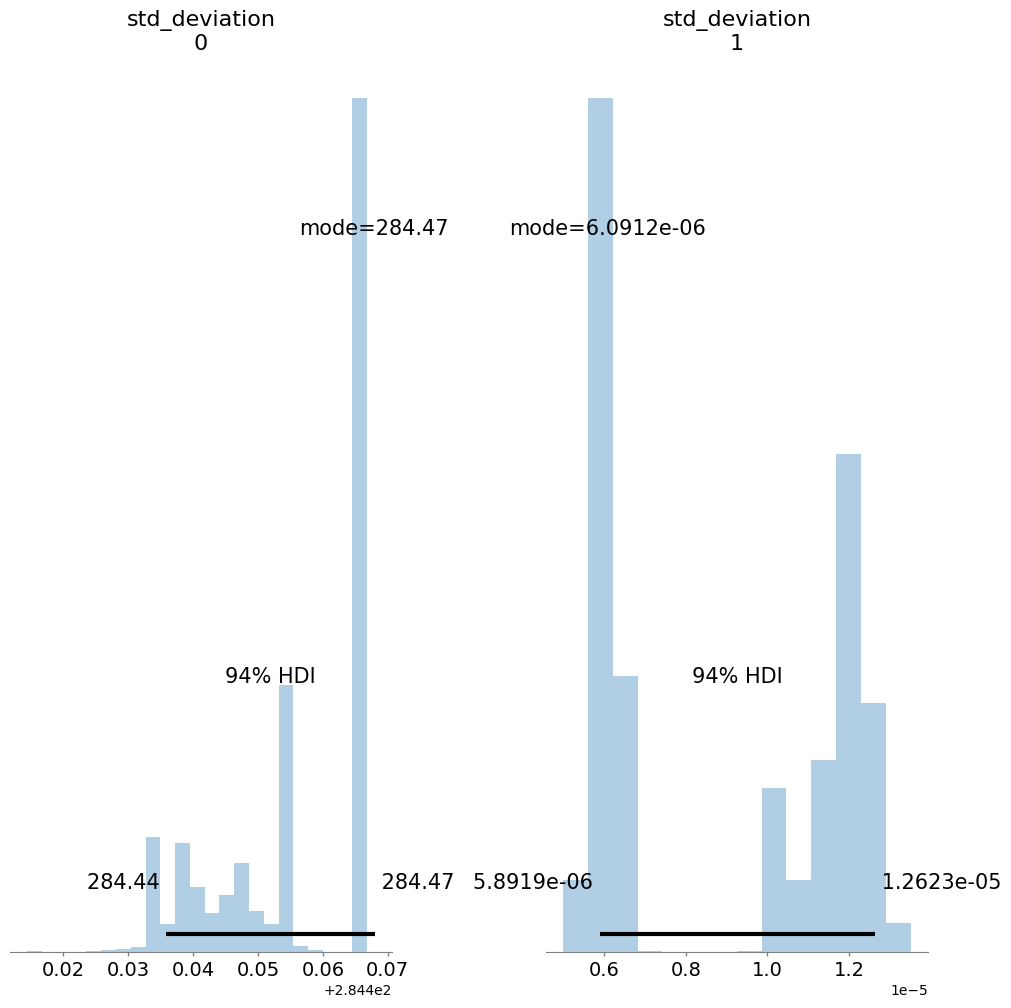 std_deviation
0
mode=284.47
94% HDI
284.44
284.47
0.02 0.03 0.04 0.05 0.06 0.07
+2.844e2
std_deviation
1
mode=6.0912e-06
94% HDI
5.8919e-06
1.2623e-05
0.6 0.8 1.0 1.2
1e−5